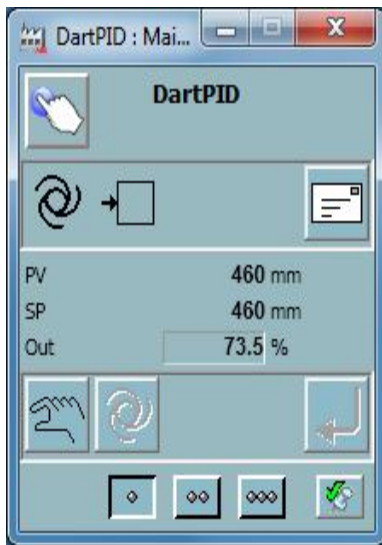 DartPID : Mai...
DartPID
PV 460 mm
SP 460 mm
Out 73.5 %